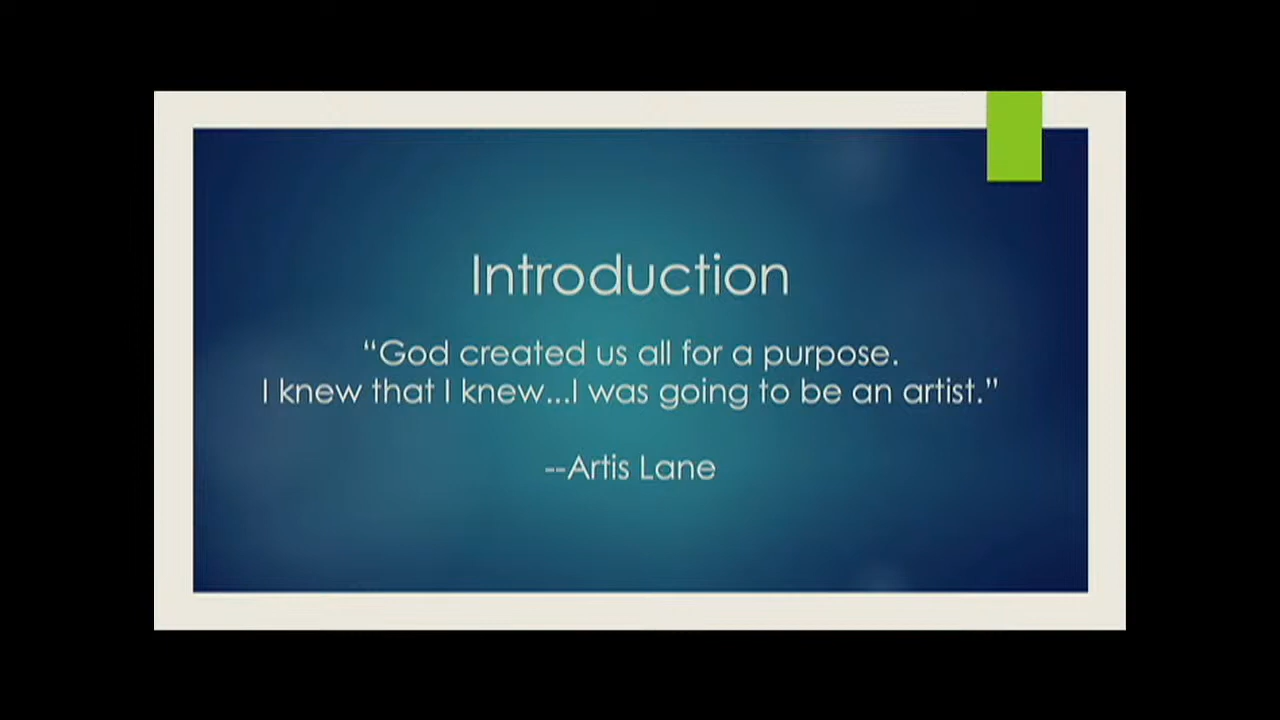 Introduction
“God created us all for a purpose.
I knew that I knew...I was going to be an artist.”
--Artis Lane